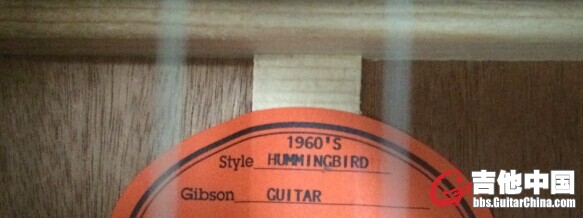 1960'S
Style HUMMINGBIRD
Gibson GUITAR
吉他中国
bbs.GuitarChina.com